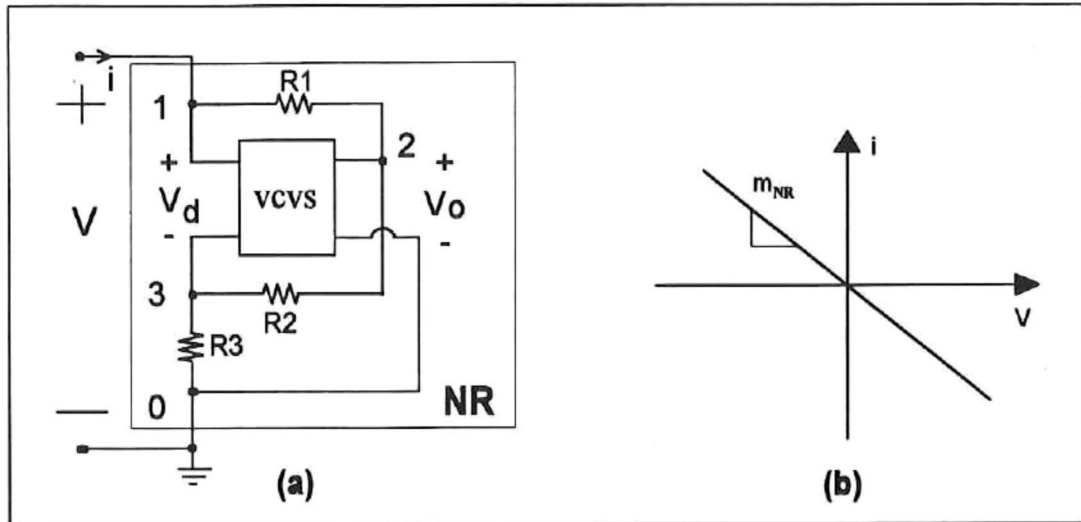 i
R1
1
+
2
+
V
+
Vd
VCVS
Vo
-
-
3
R2
R3
0
NR
(a)
i
mNR
V
(b)